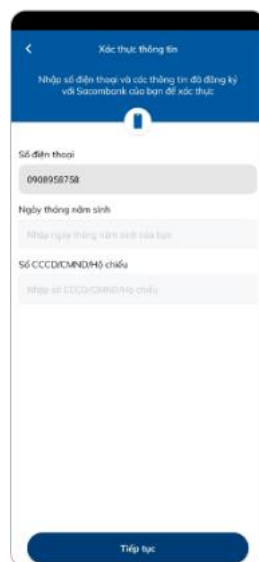 Xác thực thông tin
Nhập số điện thoại và các thông tin đã đăng ký
với Sacombank của bạn để xác thực
Số điện thoại
0908958758
Ngày tháng năm sinh
Nhập ngày tháng năm sinh của bạn
Số CCCD/CMND/Hộ chiếu
Nhập số CCCD/CMND/Hộ chiếu
Tiếp tục